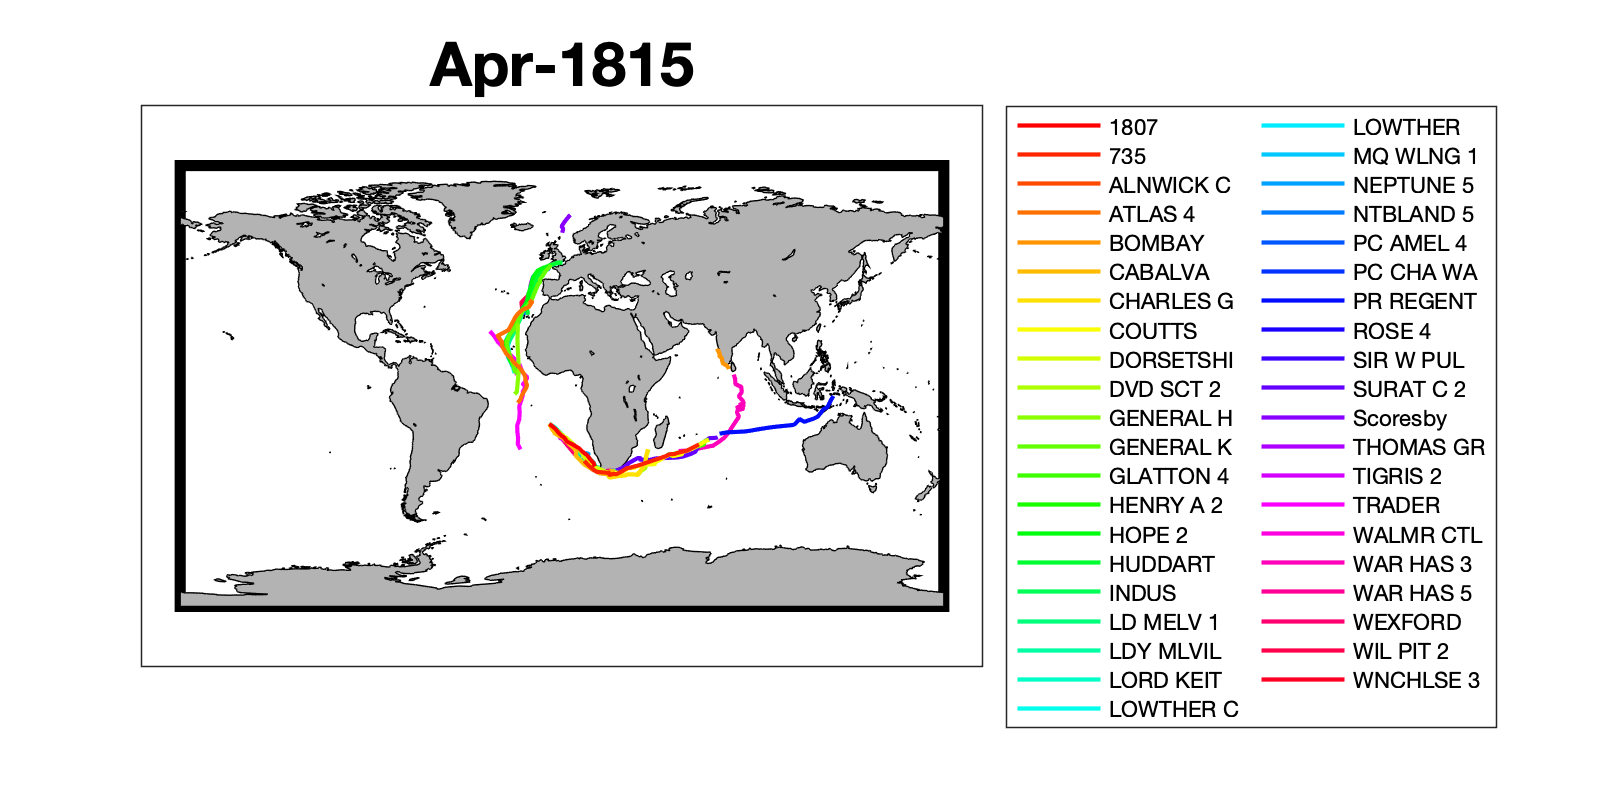 Apr-1815
1807
735
ALNWICK C
ATLAS 4
BOMBAY
CABALVA
CHARLES G
COUTTS
DORSETSHI
DVD SCT 2
GENERAL H
GENERAL K
GLATTON 4
HENRY A 2
HOPE 2
HUDDART
INDUS
LD MELV 1
LDY MLVIL
LORD KEIT
LOWTHER C
LOWTHER
MQ WLNG 1
NEPTUNE 5
NTBLAND 5
PC AMEL 4
PC CHA WA
PR REGENT
ROSE 4
SIR W PUL
SURAT C 2
Scoresby
THOMAS GR
TIGRIS 2
TRADER
WALMR CTL
WAR HAS 3
WAR HAS 5
WEXFORD
WIL PIT 2
WNCHLSE 3